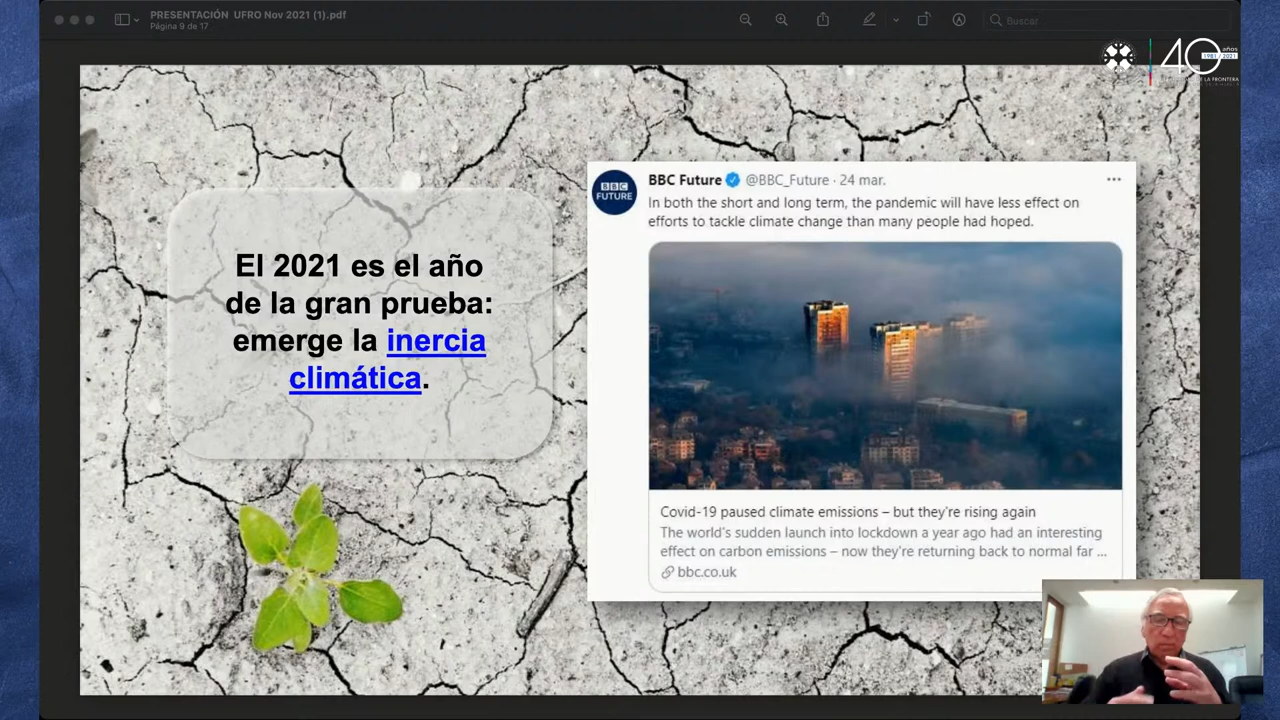 PRESENTACIÓN UFRO Nov 2021 (1).pdf
Página 9 de 17
Buscar
40 años
1981 / 2021
El 2021 es el año
de la gran prueba:
emerge la inercia
climática.
BBC
FUTURE
BBC Future @BBC_Future · 24 mar.
In both the short and long term, the pandemic will have less effect on
efforts to tackle climate change than many people had hoped.
Covid-19 paused climate emissions – but they're rising again
The world's sudden launch into lockdown a year ago had an interesting
effect on carbon emissions – now they're returning back to normal far ...
bbc.co.uk